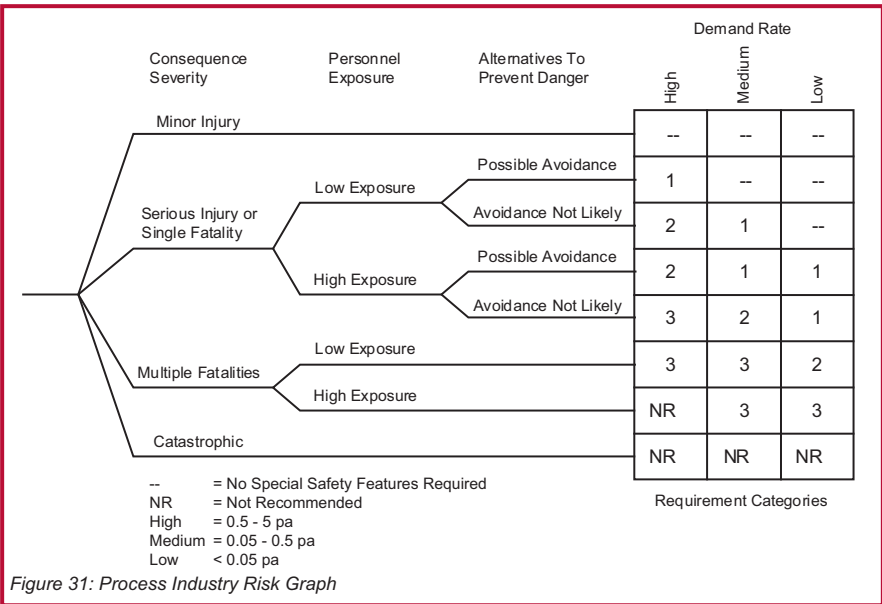 Demand Rate
Consequence Severity
Personnel Exposure
Alternatives To Prevent Danger
High
Medium
Low
Minor Injury
-- -- --
Possible Avoidance
1 -- --
Low Exposure
Avoidance Not Likely
2 1 --
Serious Injury or
Single Fatality
Possible Avoidance
2 1 1
High Exposure
Avoidance Not Likely
3 2 1
Low Exposure
3 3 2
Multiple Fatalities
High Exposure
NR 3 3
Catastrophic
NR NR NR
-- = No Special Safety Features Required
NR = Not Recommended
High = 0.5 - 5 pa
Medium = 0.05 - 0.5 pa
Low < 0.05 pa
Requirement Categories
Figure 31: Process Industry Risk Graph